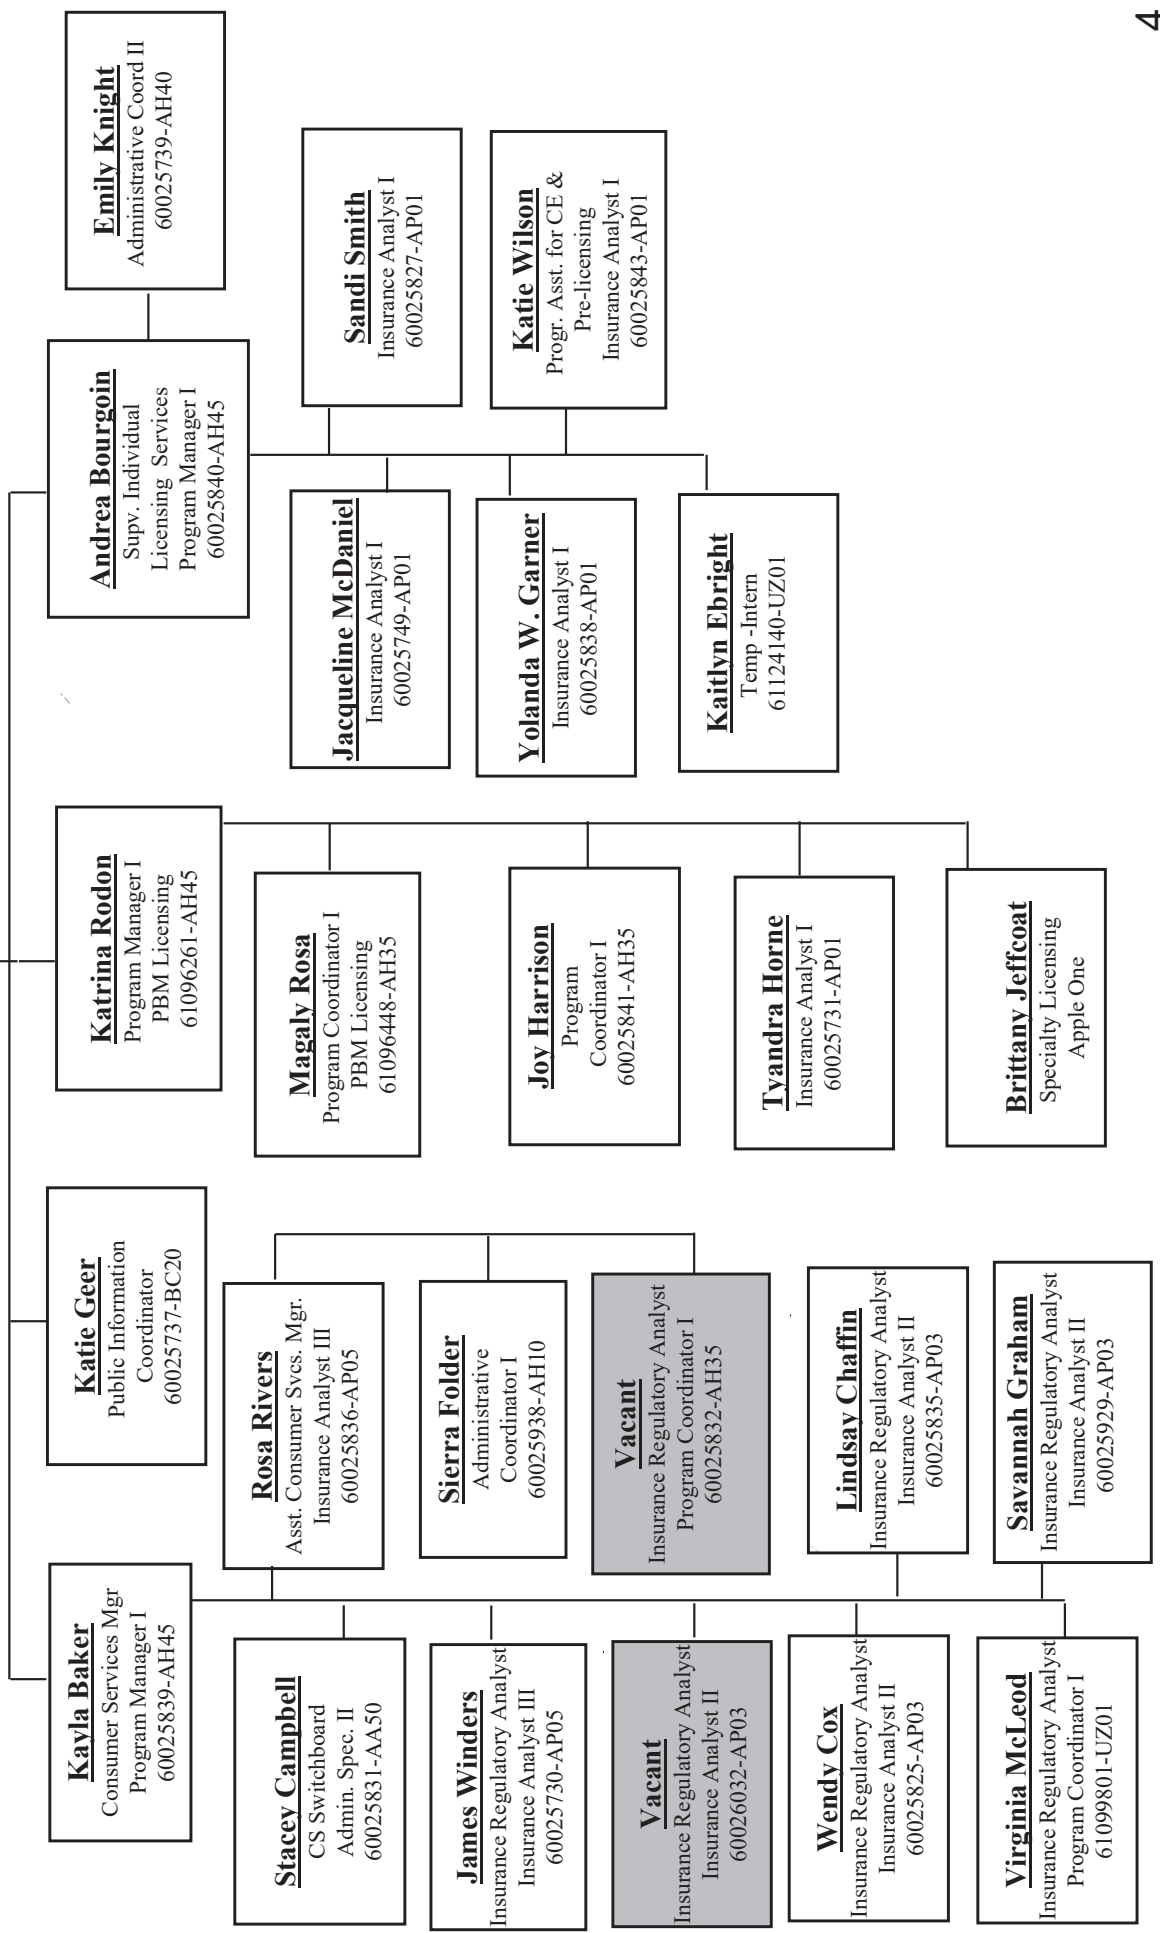 Kayla Baker
Consumer Services Mgr
Program Manager I
60025839-AH45
Katie Geer
Public Information
Coordinator
60025737-BC20
Katrina Rodon
Program Manager I
PBM Licensing
61096261-AH45
Andrea Bourgoin
Supv. Individual
Licensing Services
Program Manager I
60025840-AH45
Emily Knight
Administrative Coord II
60025739-AH40
Stacey Campbell
CS Switchboard
Admin. Spec. II
60025831-AA50
James Winders
Insurance Regulatory Analyst
Insurance Analyst III
60025730-AP05
Vacant
Insurance Regulatory Analyst
Insurance Analyst II
60026032-AP03
Wendy Cox
Insurance Regulatory Analyst
Insurance Analyst II
60025825-AP03
Virginia McLeod
Insurance Regulatory Analyst
Program Coordinator I
61099801-UZ01
Rosa Rivers
Asst. Consumer Svcs. Mgr.
Insurance Analyst III
60025836-AP05
Sierra Folder
Administrative
Coordinator I
60025938-AH10
Vacant
Insurance Regulatory Analyst
Program Coordinator I
60025832-AH35
Lindsay Chaffin
Insurance Regulatory Analyst
Insurance Analyst II
60025835-AP03
Savannah Graham
Insurance Regulatory Analyst
Insurance Analyst II
60025929-AP03
Magaly Rosa
Program Coordinator I
PBM Licensing
61096448-AH35
Joy Harrison
Program
Coordinator I
60025841-AH35
Tyandra Horne
Insurance Analyst I
60025731-AP01
Brittany Jeffcoat
Specialty Licensing
Apple One
Jacqueline McDaniel
Insurance Analyst I
60025749-AP01
Yolanda W. Garner
Insurance Analyst I
60025838-AP01
Kaitlyn Ebright
Temp -Intern
61124140-UZ01
Sandi Smith
Insurance Analyst I
60025827-AP01
Katie Wilson
Progr. Asst. for CE &
Pre-licensing
Insurance Analyst I
60025843-AP01
4